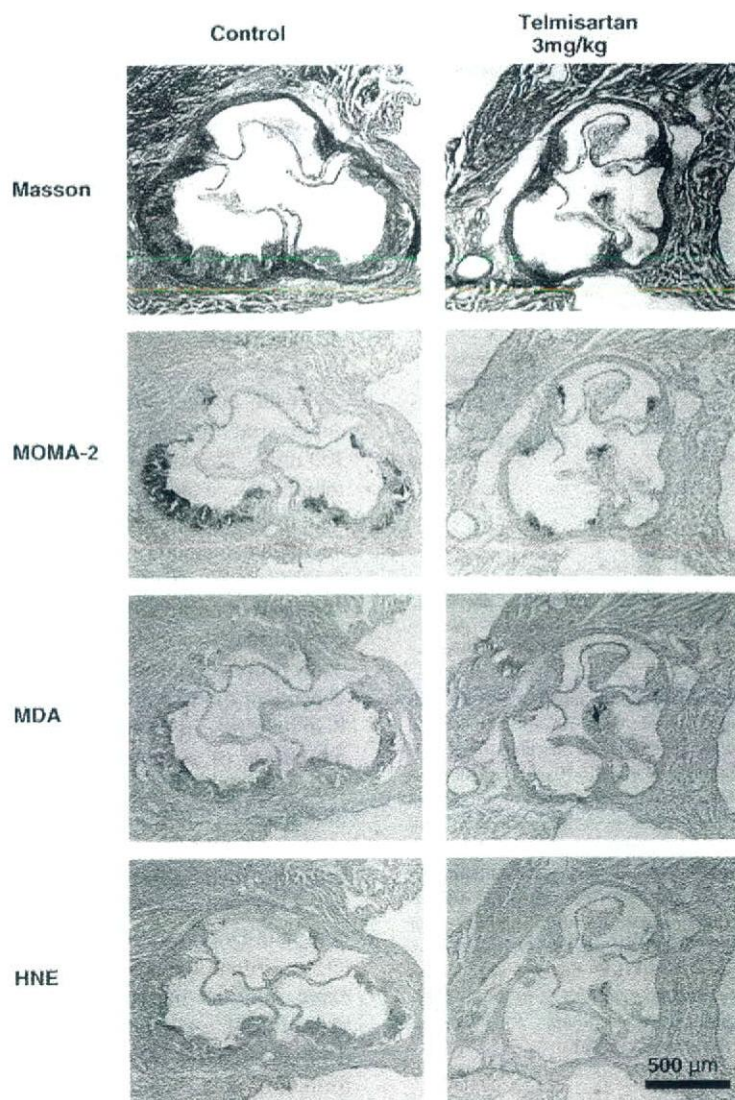 Control
Telmisartan
3mg/kg
Masson
MOMA-2
MDA
HNE
500 μm